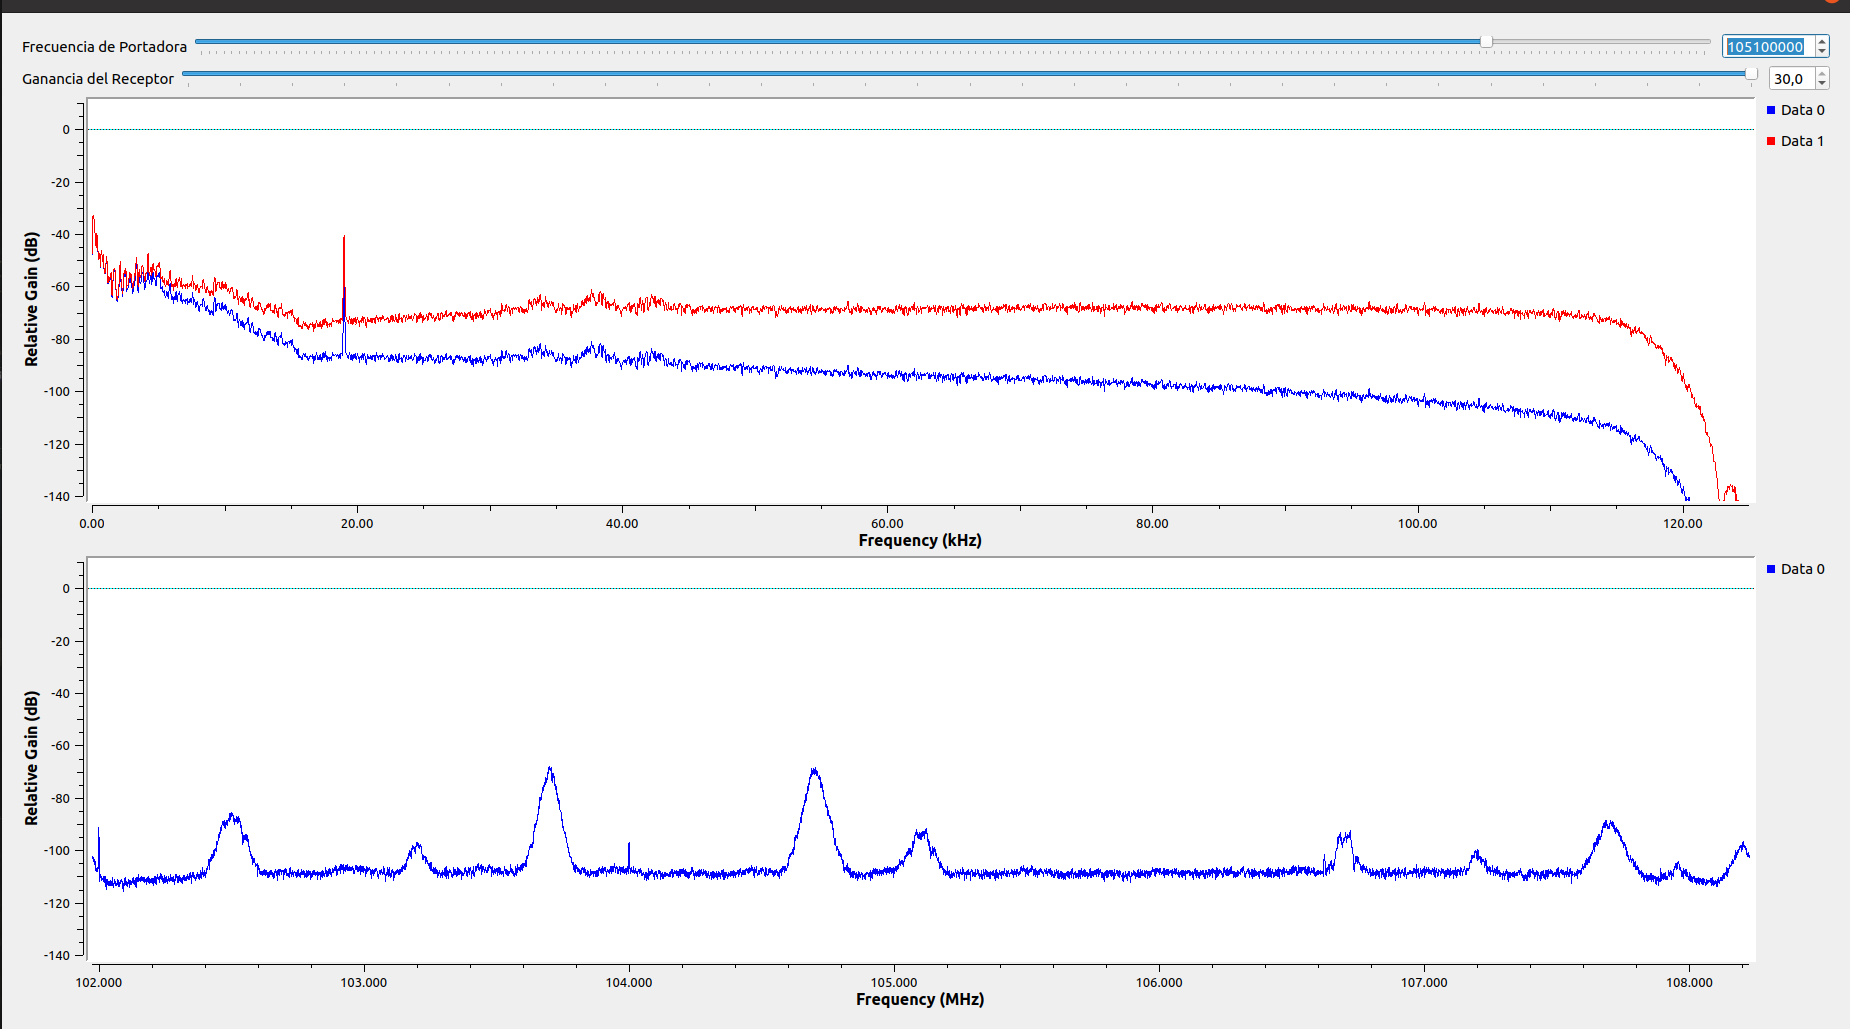 Frecuencia de Portadora
105100000
Ganancia del Receptor
30,0
Data 0
Data 1
Relative Gain (dB)
0
-20
-40
-60
-80
-100
-120
-140
0.00 20.00 40.00 60.00 80.00 100.00 120.00
Frequency (kHz)
Data 0
Relative Gain (dB)
0
-20
-40
-60
-80
-100
-120
-140
102.000 103.000 104.000 105.000 106.000 107.000 108.000
Frequency (MHz)